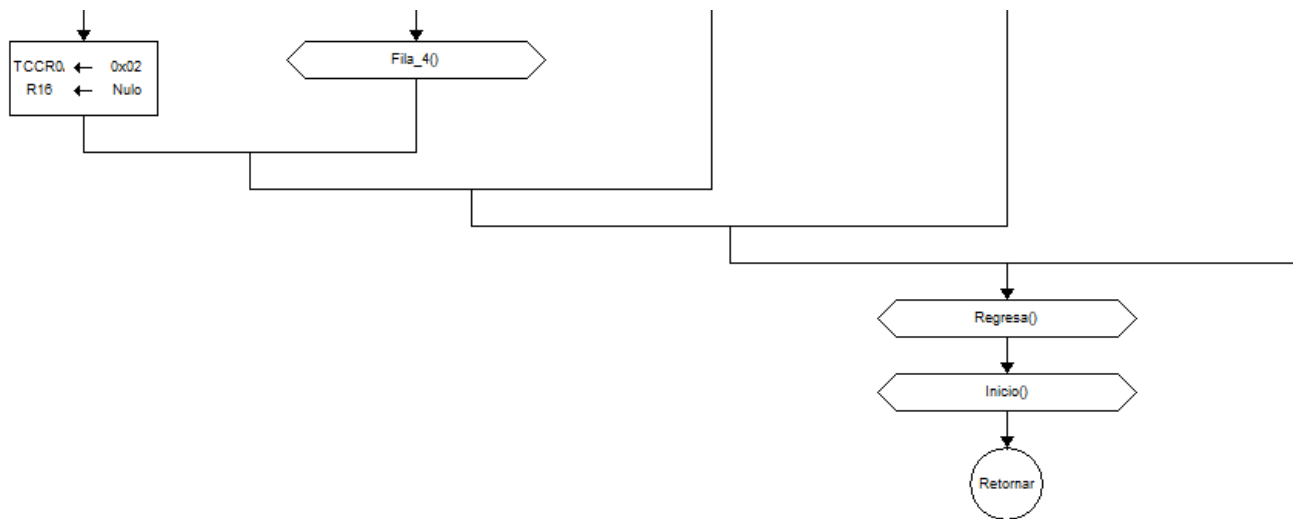 TCCR0. ← 0x02
R16 ← Nulo
Fila_4()
Regresa()
Inicio()
Retornar